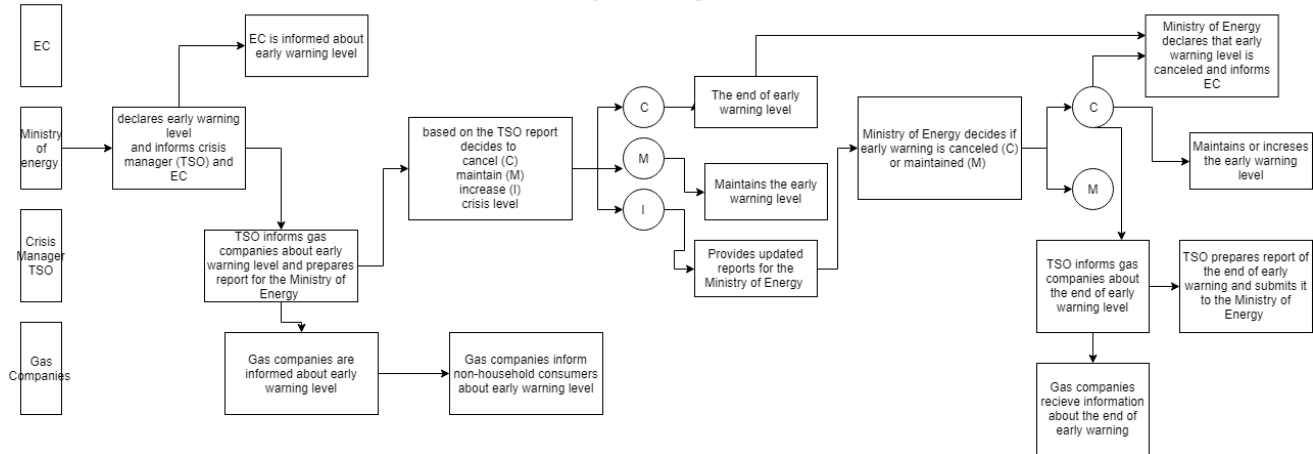 EC
EC is informed about
early warning level
Ministry of Energy
declares that early
warning level is
canceled and informs
EC
Ministry
of
energy
declares early warning
level
and informs crisis
manager (TSO) and
EC
based on the TSO report
decides to
cancel (C)
maintain (M)
increase (I)
crisis level
C
The end of early
warning level
M
Maintains the early
warning level
I
Ministry of Energy decides if
early warning is canceled (C)
or maintained (M)
C
M
Maintains or increses
the early warning
level
Crisis
Manager
TSO
TSO informs gas
companies about early
warning level and prepares
report for the Ministry of
Energy
Provides updated
reports for the
Ministry of Energy
TSO informs gas
companies about
the end of early
warning level
TSO prepares report of
the end of early
warning and submits it
to the Ministry of
Energy
Gas
Companies
Gas companies are
informed about early
warning level
Gas companies inform
non-household consumers
about early warning level
Gas companies
recieve information
about the end of
early warning